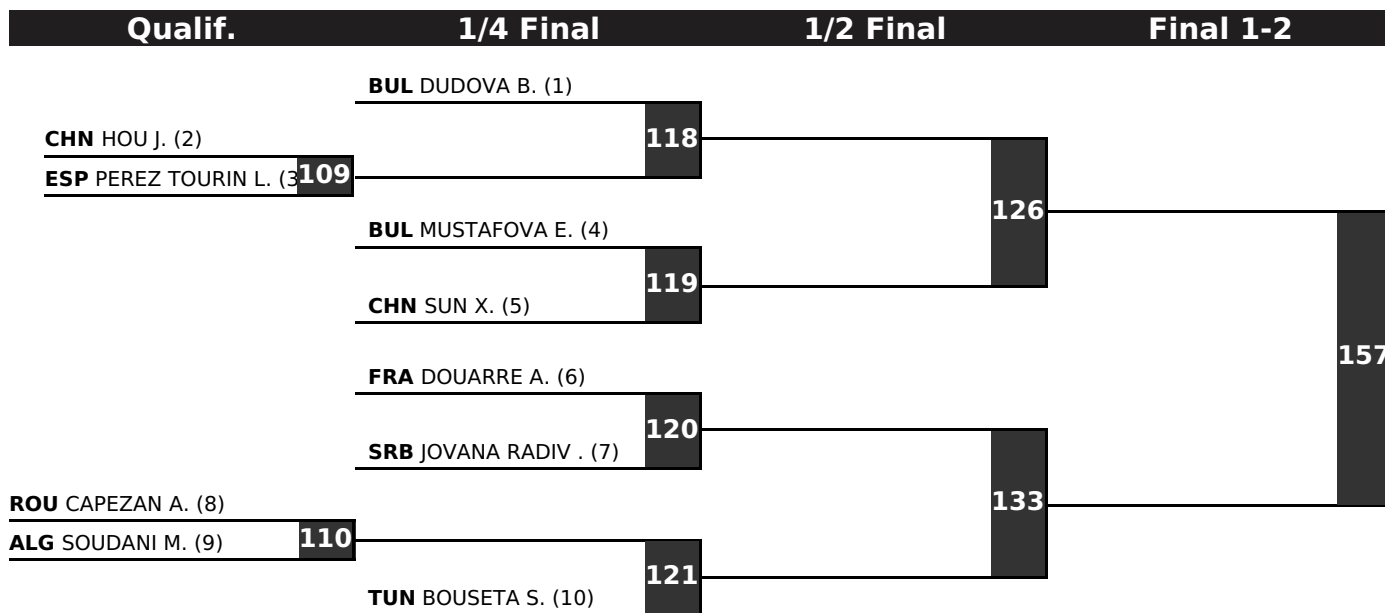 Qualif. 1/4 Final 1/2 Final Final 1-2
BUL DUDOVA B. (1)
118
CHN HOU J. (2)
ESP PEREZ TOURIN L. (3
109
126
BUL MUSTAFOVA E. (4)
119
CHN SUN X. (5)
157
FRA DOUARRE A. (6)
120
SRB JOVANA RADIV . (7)
133
ROU CAPEZAN A. (8)
ALG SOUDANI M. (9)
110
121
TUN BOUSETA S. (10)